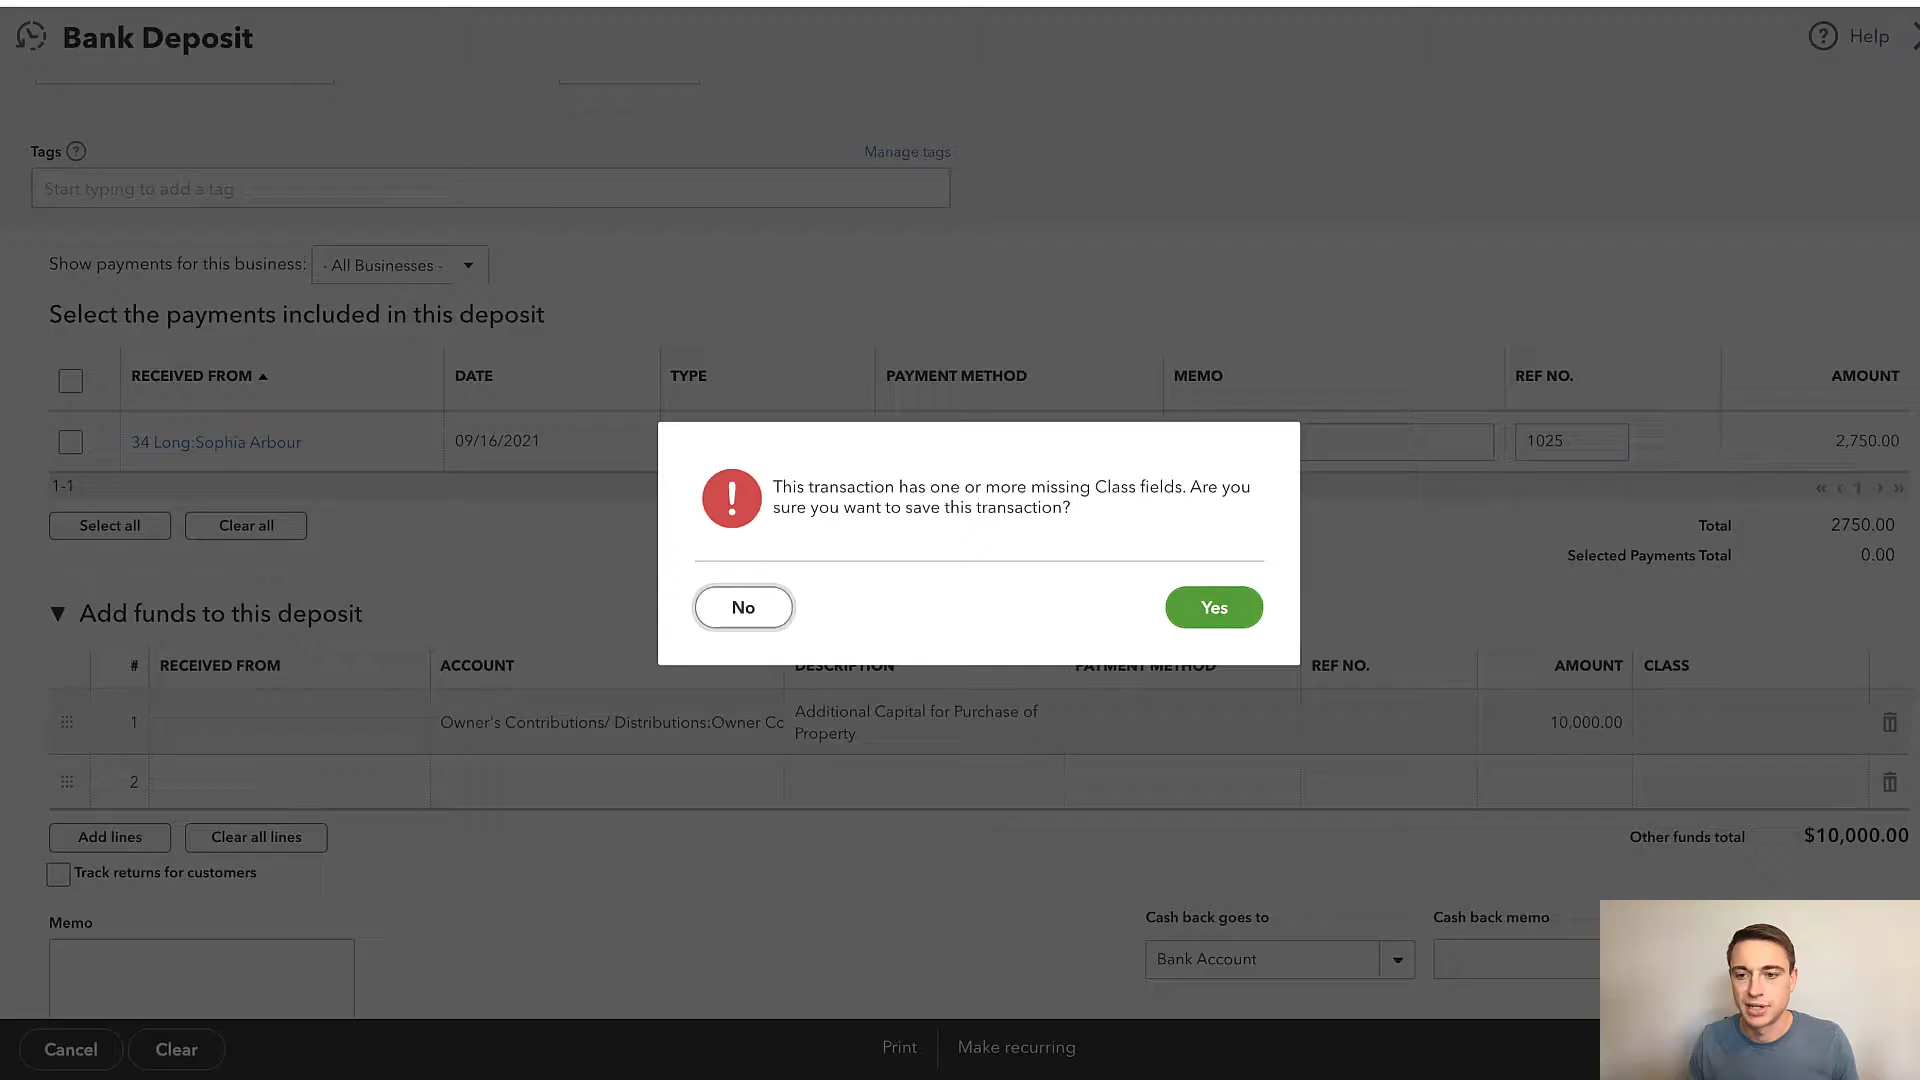 Bank Deposit
Help
Tags ?
Manage tags
Start typing to add a tag
Show payments for this business: - All Businesses -
Select the payments included in this deposit
RECEIVED FROM DATE TYPE PAYMENT METHOD MEMO REF NO. AMOUNT
34 Long:Sophia Arbour 09/16/2021 1025 2,750.00
This transaction has one or more missing Class fields. Are you
sure you want to save this transaction?
1-1
« ‹ 1 › »
Select all Clear all
Total 2750.00
Selected Payments Total 0.00
No Yes
Add funds to this deposit
# RECEIVED FROM ACCOUNT DESCRIPTION PAYMENT METHOD REF NO. AMOUNT CLASS
1 Owner's Contributions/ Distributions:Owner Cc Additional Capital for Purchase of
Property 10,000.00
2
Add lines Clear all lines
Other funds total $10,000.00
Track returns for customers
Memo
Cash back goes to
Cash back memo
Bank Account
Cancel Clear Print Make recurring